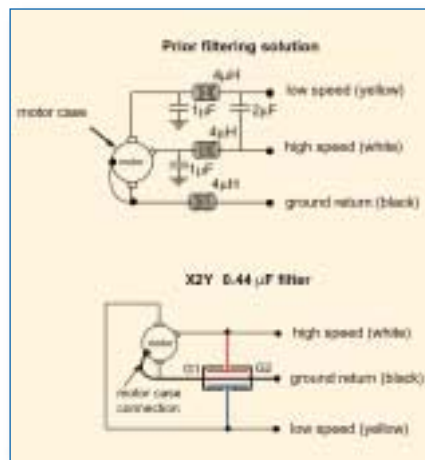 Prior filtering solution
4μH
low speed (yellow)
1μF
2μF
motor case
4μH
motor
high speed (white)
1μF
4μH
ground return (black)
X2Y 0.44 μF filter
high speed (white)
motor
G1
G2
ground return (black)
motor case
connection
low speed (yellow)